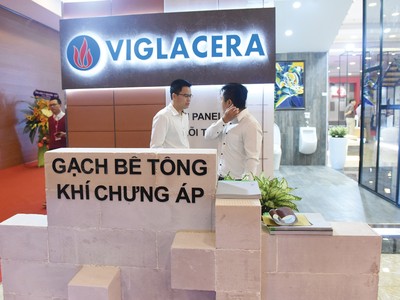 VIGLACERA
PANEL
GẠCH BÊ TÔNG
KHÍ CHƯNG ÁP